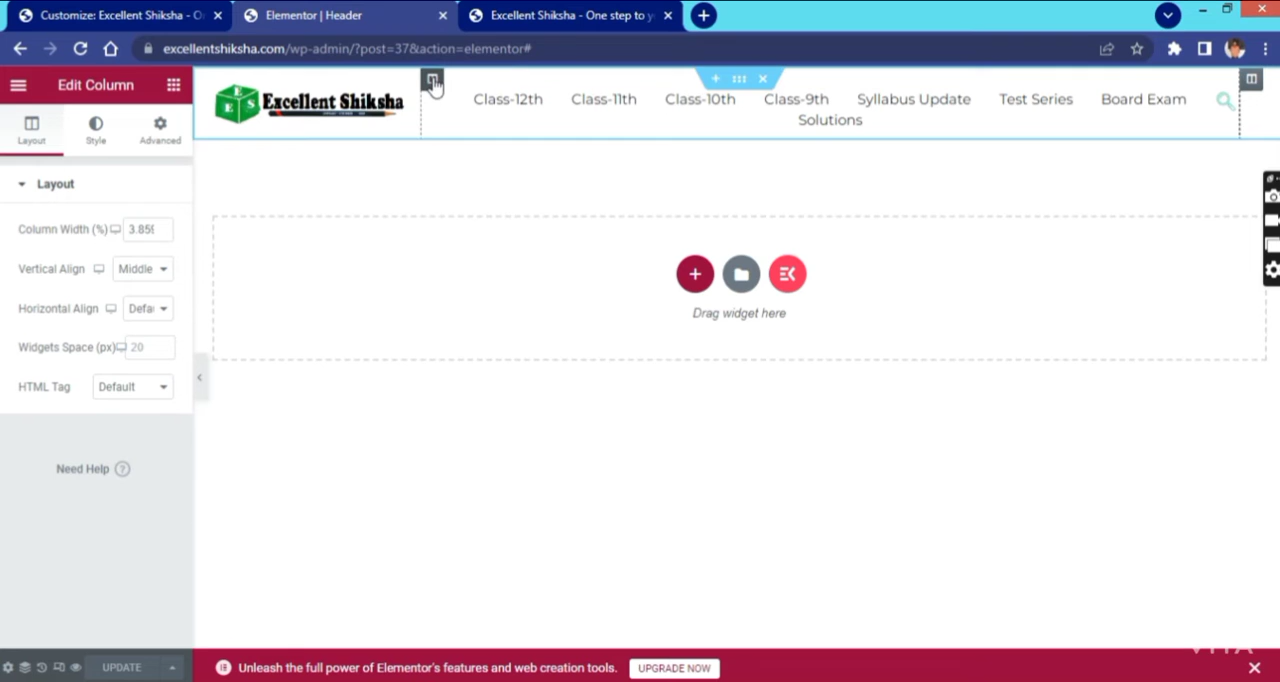 Customize: Excellent Shiksha - O
Elementor | Header
Excellent Shiksha - One step to y
excellentshiksha.com/wp-admin/?post=37&action=elementor#
Edit Column
Layout
Style
Advanced
E
E
S
Excellent Shiksha
Class-12th
Class-11th
Class-10th
Class-9th
Syllabus Update
Test Series
Board Exam
Solutions
Layout
Column Width (%)
3.859
Vertical Align
Middle
Horizontal Align
Defau
Widgets Space (px)
20
HTML Tag
Default
Drag widget here
Need Help
UPDATE
Unleash the full power of Elementor's features and web creation tools.
UPGRADE NOW